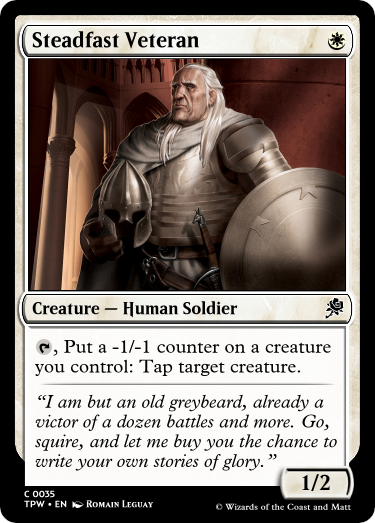 Steadfast Veteran
Creature — Human Soldier
, Put a -1/-1 counter on a creature
you control: Tap target creature.
“I am but an old greybeard, already a
victor of a dozen battles and more. Go,
squire, and let me buy you the chance to
write your own stories of glory.”
1/2
C 0035
TPW • EN Romain Leguay
© Wizards of the Coast and Matt